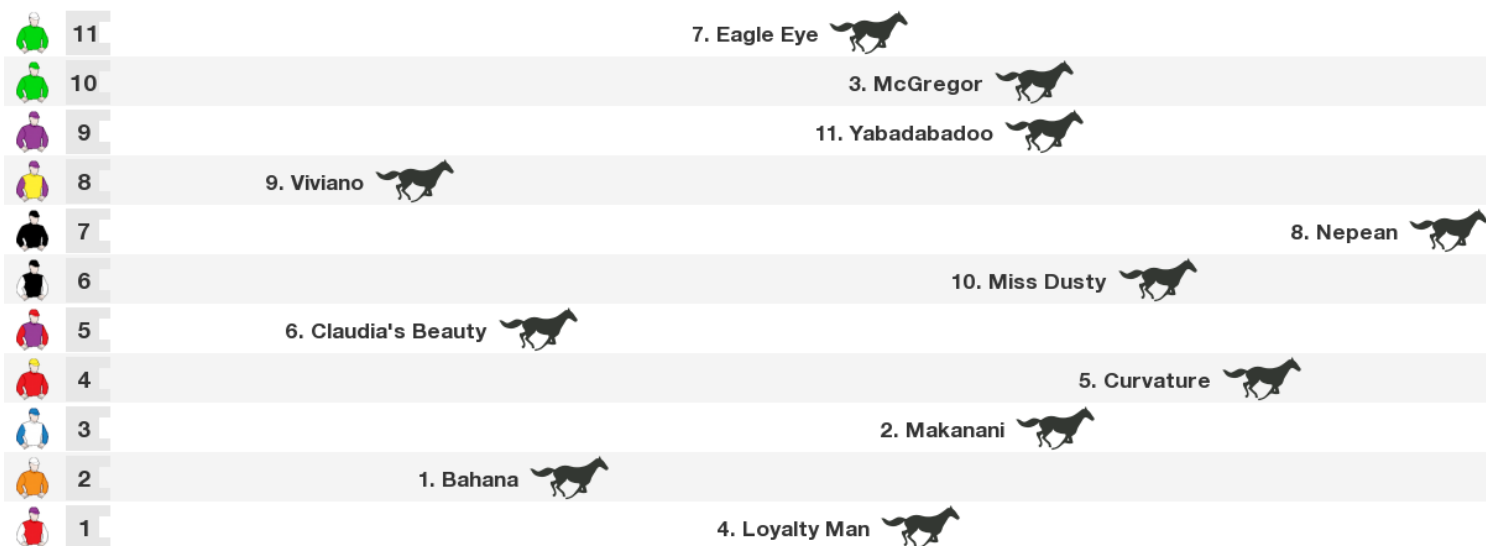 11 7. Eagle Eye
10 3. McGregor
9 11. Yabadabadoo
8 9. Viviano
7 8. Nepean
6 10. Miss Dusty
5 6. Claudia's Beauty
4 5. Curvature
3 2. Makanani
2 1. Bahana
1 4. Loyalty Man